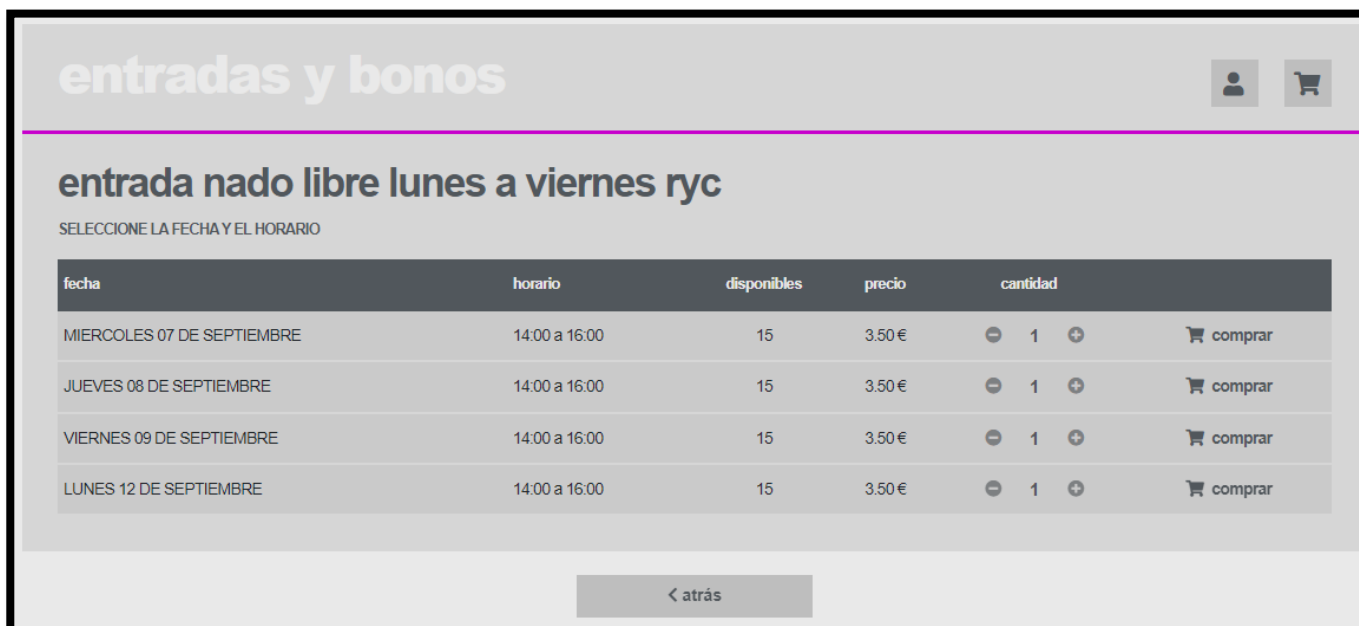 entradas y bonos
entrada nado libre lunes a viernes ryc
SELECCIONE LA FECHA Y EL HORARIO
fecha horario disponibles precio cantidad
MIERCOLES 07 DE SEPTIEMBRE 14:00 a 16:00 15 3.50 € 1 comprar
JUEVES 08 DE SEPTIEMBRE 14:00 a 16:00 15 3.50 € 1 comprar
VIERNES 09 DE SEPTIEMBRE 14:00 a 16:00 15 3.50 € 1 comprar
LUNES 12 DE SEPTIEMBRE 14:00 a 16:00 15 3.50 € 1 comprar
atrás